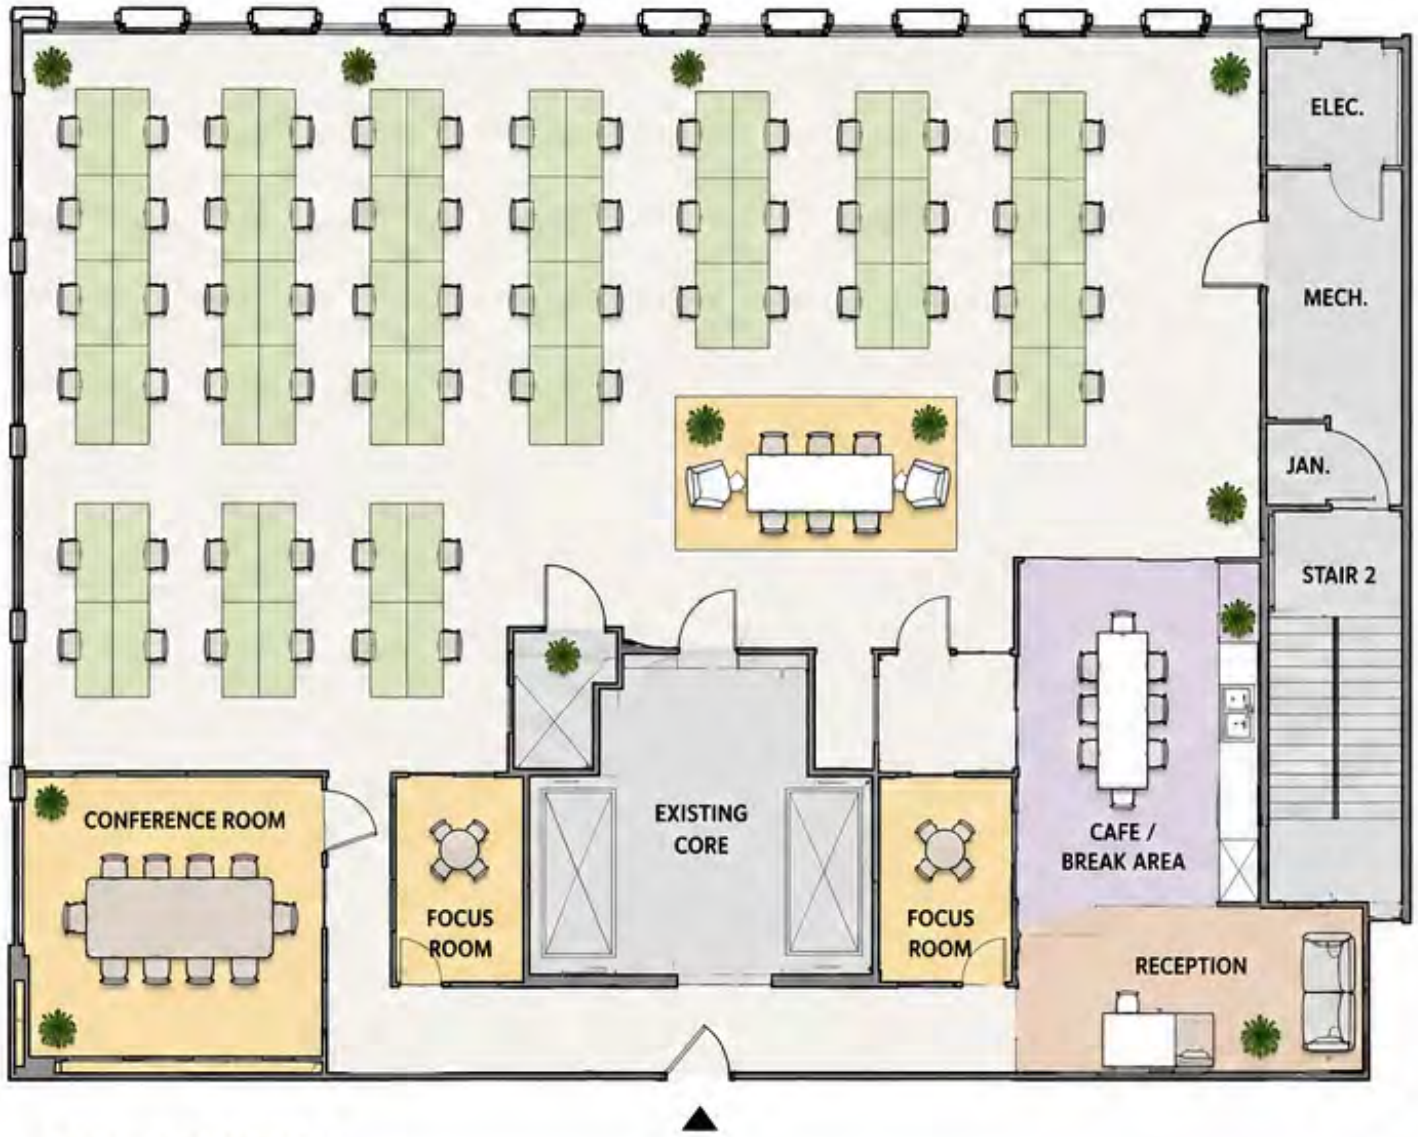 ELEC.
MECH.
JAN.
STAIR 2
CONFERENCE ROOM
EXISTING
CORE
CAFE /
BREAK AREA
FOCUS
ROOM
FOCUS
ROOM
RECEPTION